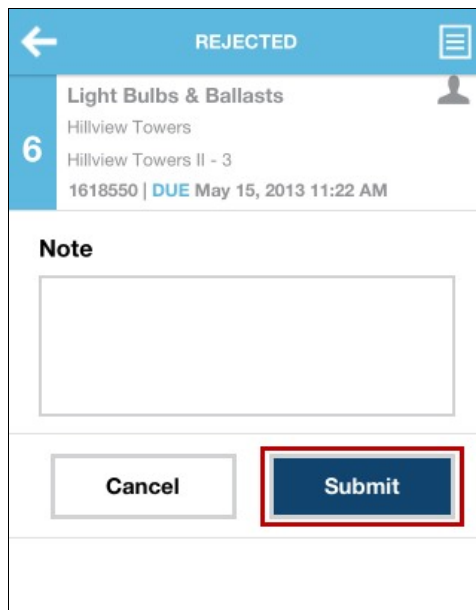 REJECTED
Light Bulbs & Ballasts
Hillview Towers
6
Hillview Towers II - 3
1618550 | DUE May 15, 2013 11:22 AM
Note
Cancel
Submit